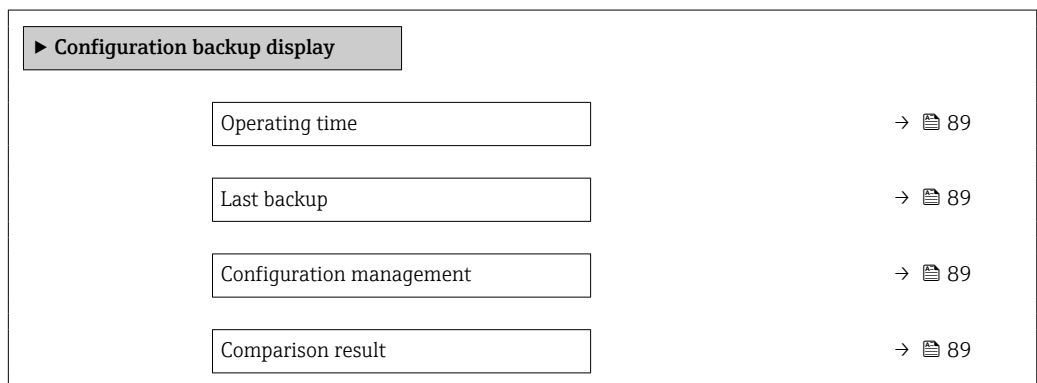 ► Configuration backup display
Operating time → 89
Last backup → 89
Configuration management → 89
Comparison result → 89